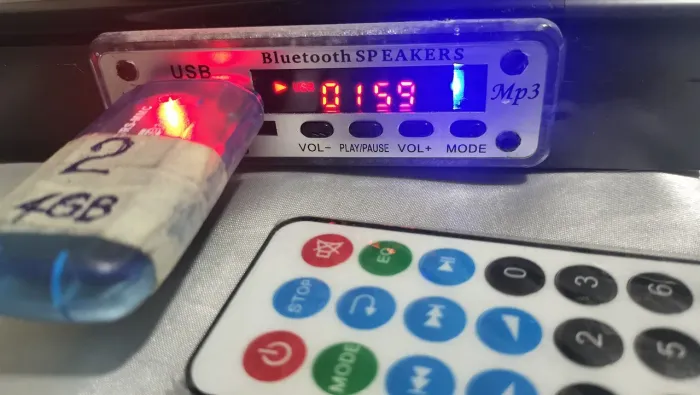 Bluetooth SPEAKERS
USB
0159
Mp3
VOL- PLAY/PAUSE VOL+ MODE
2
4GB
EQ
STOP
0 3 6
MODE
2 5